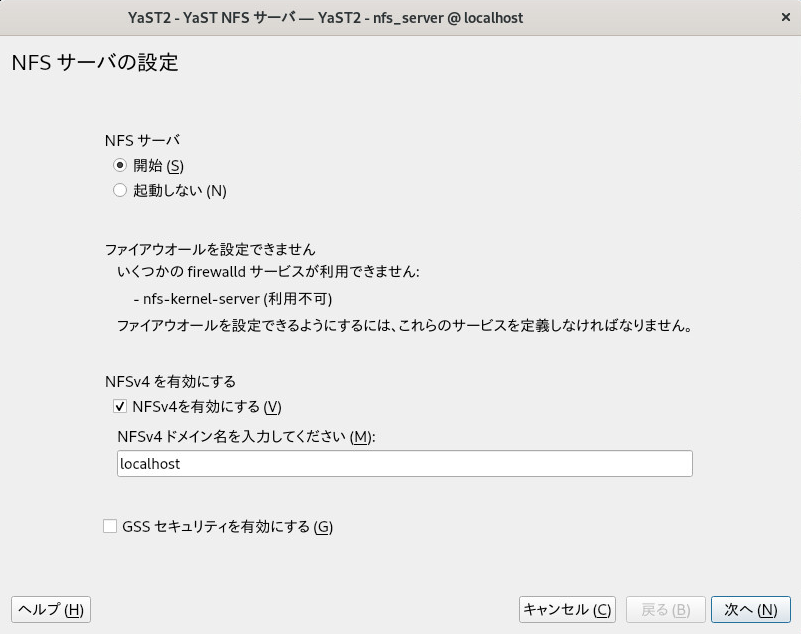 YaST2 - YaST NFS サーバ — YaST2 - nfs_server @ localhost
NFS サーバの設定
NFS サーバ
開始 (S)
起動しない (N)
ファイアウオールを設定できません
いくつかの firewalld サービスが利用できません:
- nfs-kernel-server (利用不可)
ファイアウオールを設定できるようにするには、これらのサービスを定義しなければなりません。
NFSv4 を有効にする
NFSv4を有効にする (V)
NFSv4 ドメイン名を入力してください (M):
localhost
GSS セキュリティを有効にする (G)
ヘルプ (H) キャンセル (C) 戻る (B) 次へ (N)